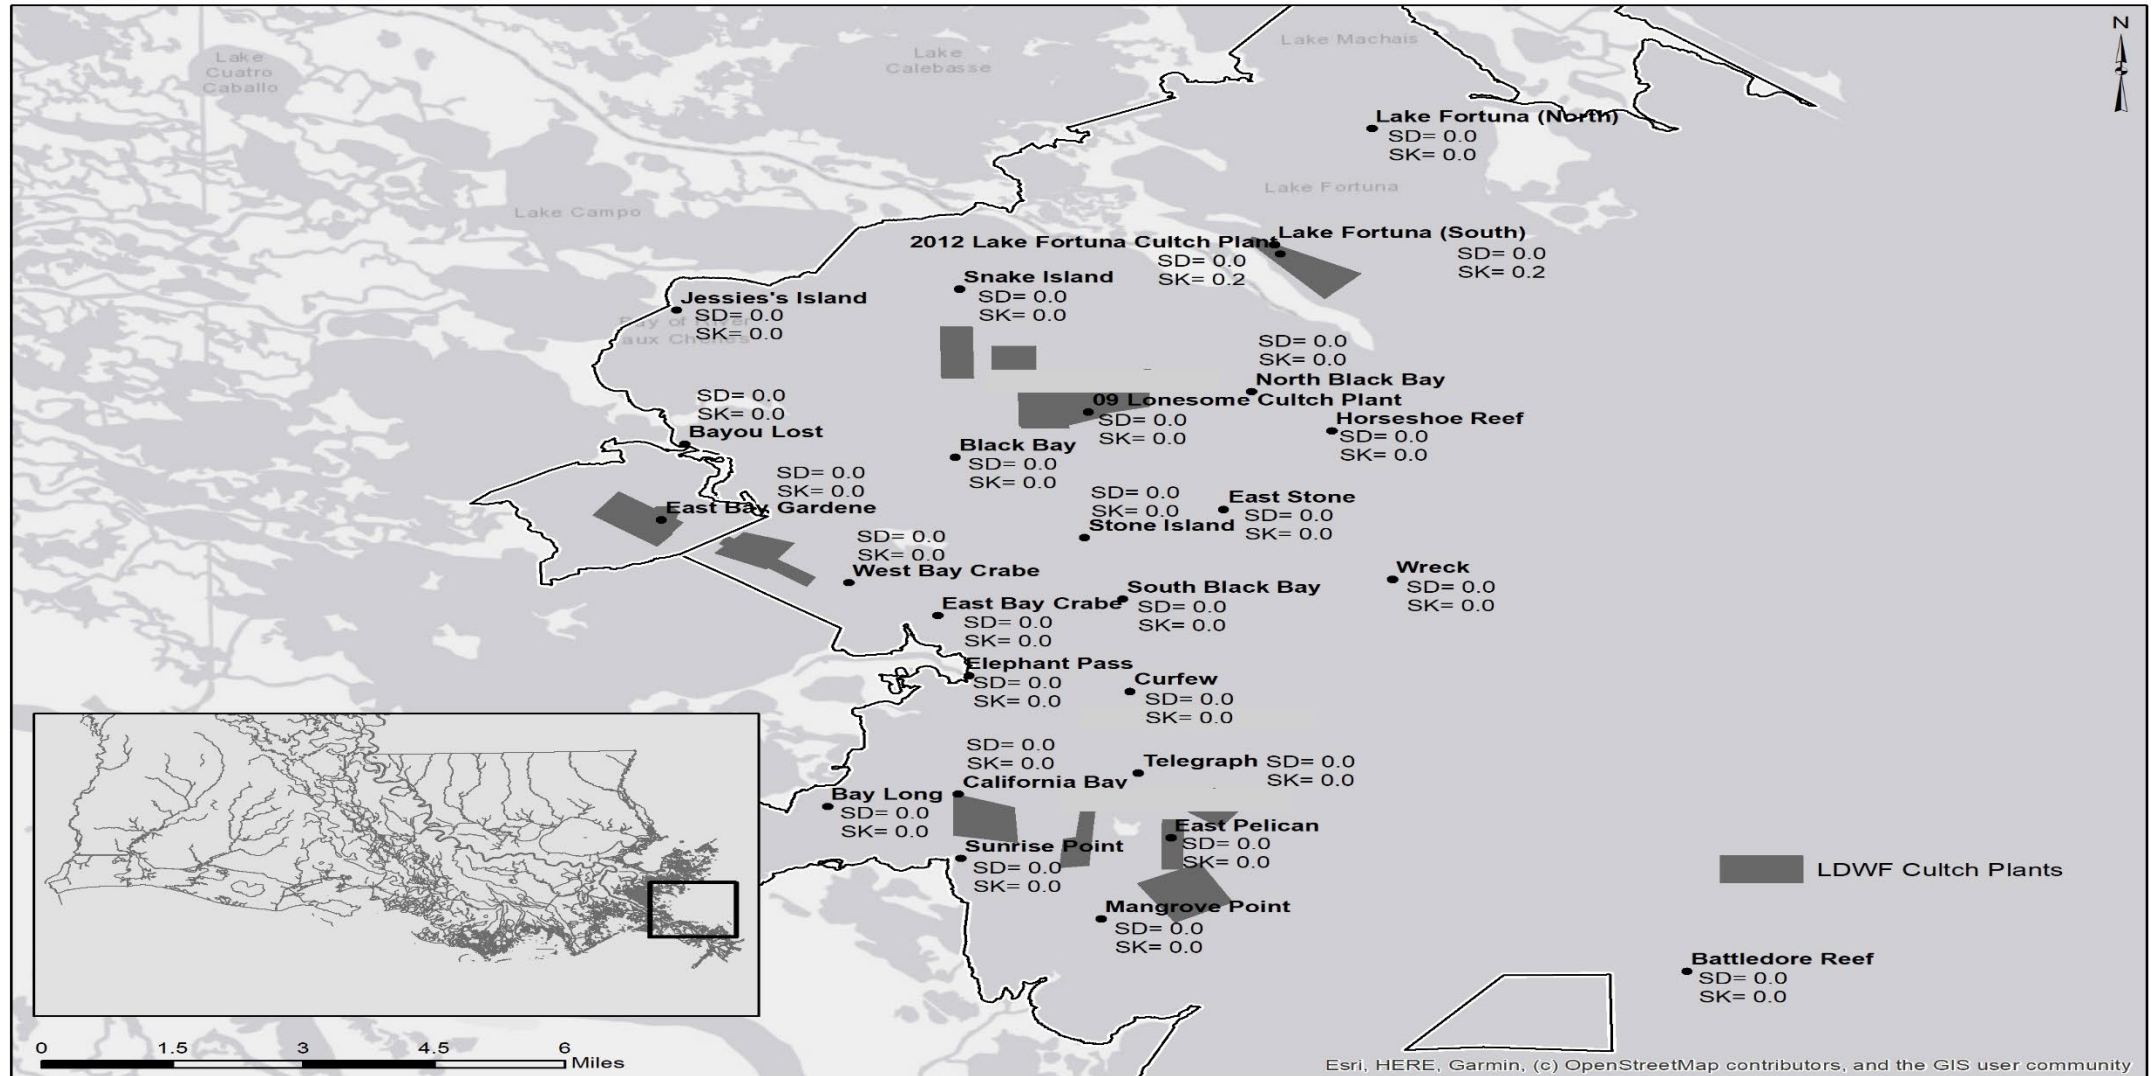 Lake Machais
N
Lake
Cuatro
Caballo
Lake
Calebasse
Lake Fortuna (North)
SD= 0.0
SK= 0.0
Lake Fortuna
Lake Campo
Lake Fortuna (South)
SD= 0.0
SK= 0.2
2012 Lake Fortuna Cultch Plant
SD= 0.0
SK= 0.2
Snake Island
SD= 0.0
SK= 0.0
Jessies's Island
SD= 0.0
SK= 0.0
Bay of River
aux Chenes
SD= 0.0
SK= 0.0
North Black Bay
09 Lonesome Cultch Plant
SD= 0.0
SK= 0.0
Horseshoe Reef
SD= 0.0
SK= 0.0
SD= 0.0
SK= 0.0
Bayou Lost
Black Bay
SD= 0.0
SK= 0.0
SD= 0.0
SK= 0.0
East Bay Gardene
SD= 0.0
SK= 0.0
Stone Island
East Stone
SD= 0.0
SK= 0.0
SD= 0.0
SK= 0.0
West Bay Crabe
Wreck
SD= 0.0
SK= 0.0
South Black Bay
SD= 0.0
SK= 0.0
East Bay Crabe
SD= 0.0
SK= 0.0
Elephant Pass
SD= 0.0
SK= 0.0
Curfew
SD= 0.0
SK= 0.0
SD= 0.0
SK= 0.0
California Bay
Telegraph SD= 0.0
SK= 0.0
Bay Long
SD= 0.0
SK= 0.0
East Pelican
SD= 0.0
SK= 0.0
Sunrise Point
SD= 0.0
SK= 0.0
LDWF Cultch Plants
Mangrove Point
SD= 0.0
SK= 0.0
Battledore Reef
SD= 0.0
SK= 0.0
0 1.5 3 4.5 6
Miles
Esri, HERE, Garmin, (c) OpenStreetMap contributors, and the GIS user community